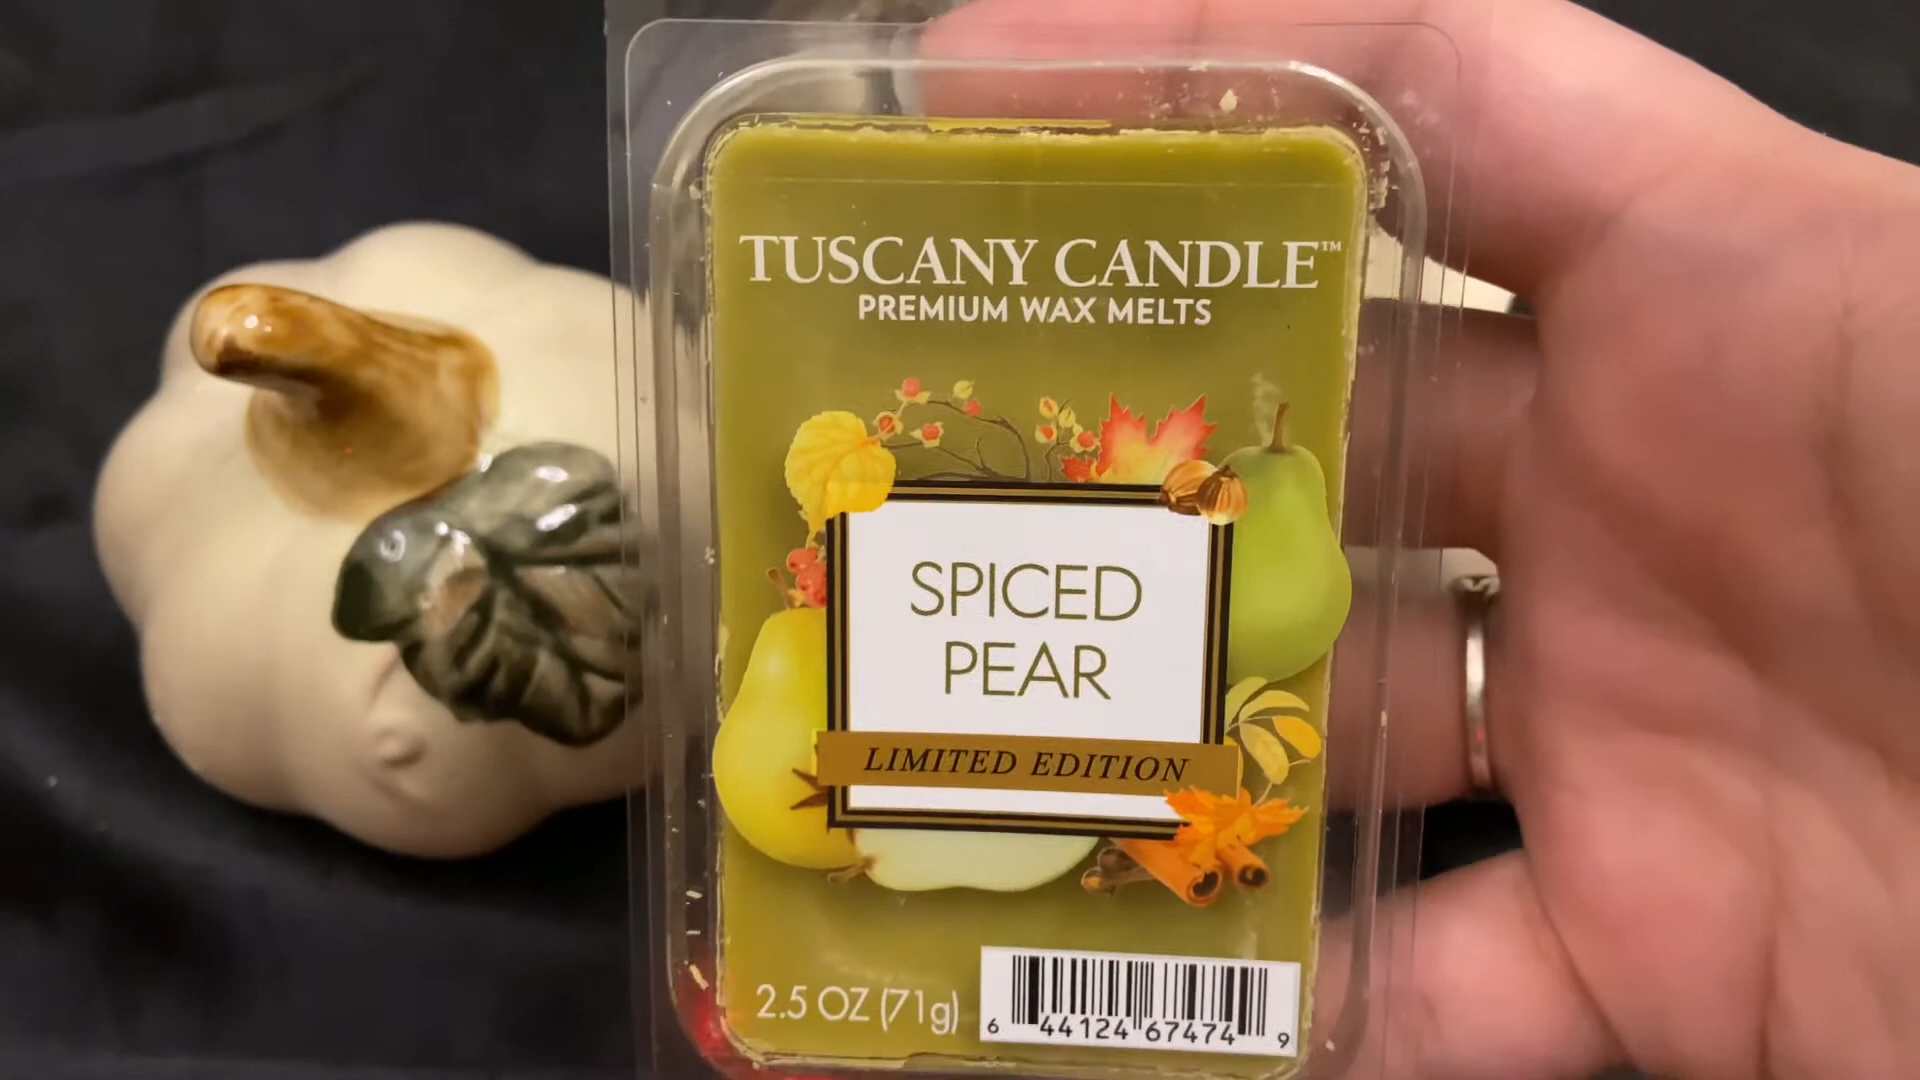 TUSCANY CANDLE™
PREMIUM WAX MELTS
SPICED
PEAR
LIMITED EDITION
2.5 OZ (71g)
6 44124 67474 9